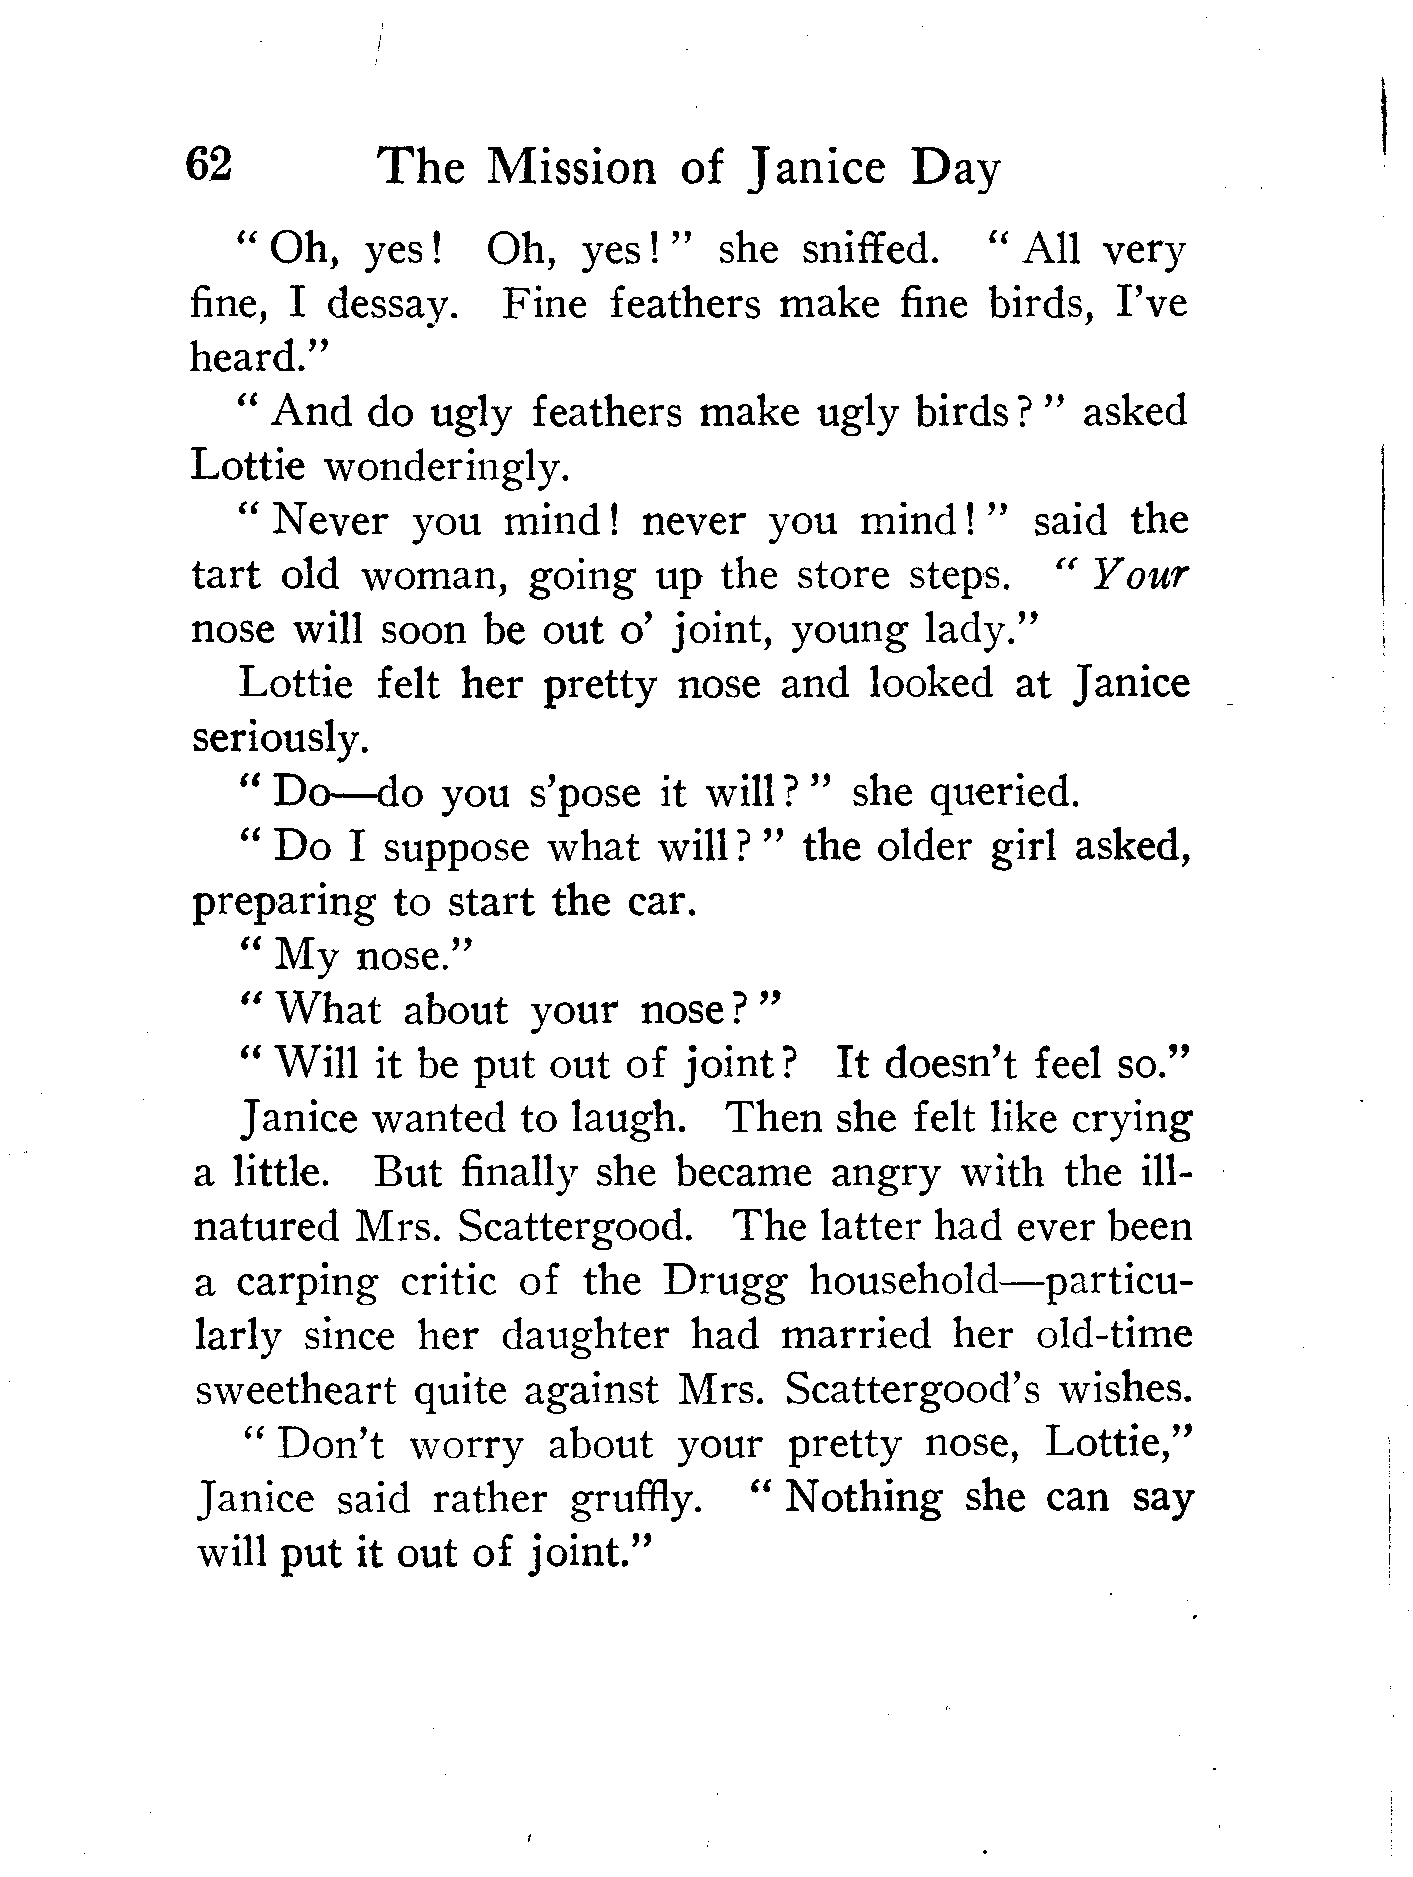 62 The Mission of Janice Day
"Oh, yes! Oh, yes!" she sniffed. "All very
fine, I dessay. Fine feathers make fine birds, I've
heard."
"And do ugly feathers make ugly birds?" asked
Lottie wonderingly.
"Never you mind! never you mind!" said the
tart old woman, going up the store steps. "Your
nose will soon be out o' joint, young lady."
Lottie felt her pretty nose and looked at Janice
seriously.
"Do—do you s'pose it will?" she queried.
"Do I suppose what will?" the older girl asked,
preparing to start the car.
"My nose."
"What about your nose?"
"Will it be put out of joint? It doesn't feel so."
Janice wanted to laugh. Then she felt like crying
a little. But finally she became angry with the ill-
natured Mrs. Scattergood. The latter had ever been
a carping critic of the Drugg household—particu-
larly since her daughter had married her old-time
sweetheart quite against Mrs. Scattergood's wishes.
"Don't worry about your pretty nose, Lottie,"
Janice said rather gruffly. "Nothing she can say
will put it out of joint."